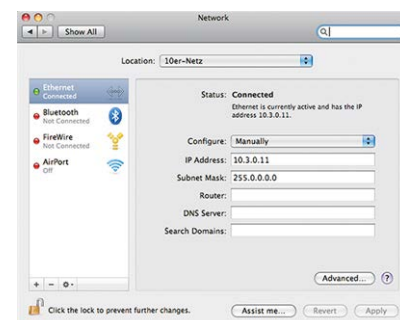 Network
Show All
Location: 10er-Netz
Ethernet
Connected
Bluetooth
Not Connected
FireWire
Not Connected
AirPort
Off
Status: Connected
Ethernet is currently active and has the IP
address 10.3.0.11.
Configure: Manually
IP Address: 10.3.0.11
Subnet Mask: 255.0.0.0.0
Router:
DNS Server:
Search Domains:
Advanced... ?
Click the lock to prevent further changes.
Assist me... Revert Apply